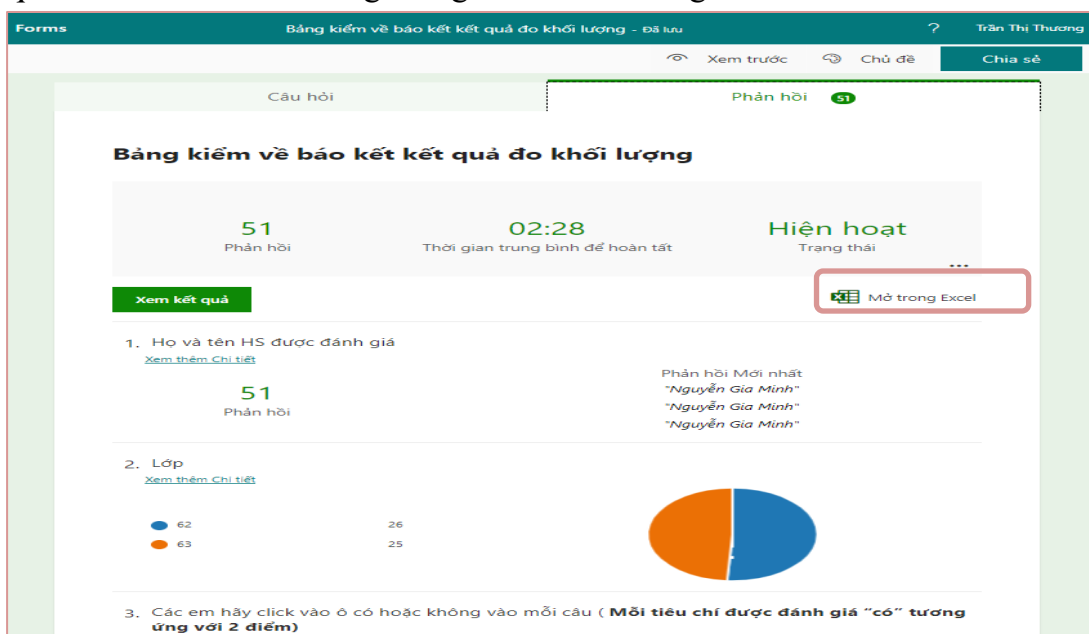 Forms Bảng kiểm về báo kết kết quả đo khối lượng - Đã lưu ? Trần Thị Thương
Xem trước Chủ đề Chia sẻ
Câu hỏi Phản hồi 51
Bảng kiểm về báo kết kết quả đo khối lượng
51 02:28 Hiện hoạt
Phản hồi Thời gian trung bình để hoàn tất Trạng thái
...
Xem kết quả Mở trong Excel
1. Họ và tên HS được đánh giá
Xem thêm Chi tiết
Phản hồi Mới nhất
51 "Nguyễn Gia Minh"
Phản hồi "Nguyễn Gia Minh"
"Nguyễn Gia Minh"
2. Lớp
Xem thêm Chi tiết
62 26
63 25
3. Các em hãy click vào ô có hoặc không vào mỗi câu ( Mỗi tiêu chí được đánh giá “có” tương
ứng với 2 điểm)